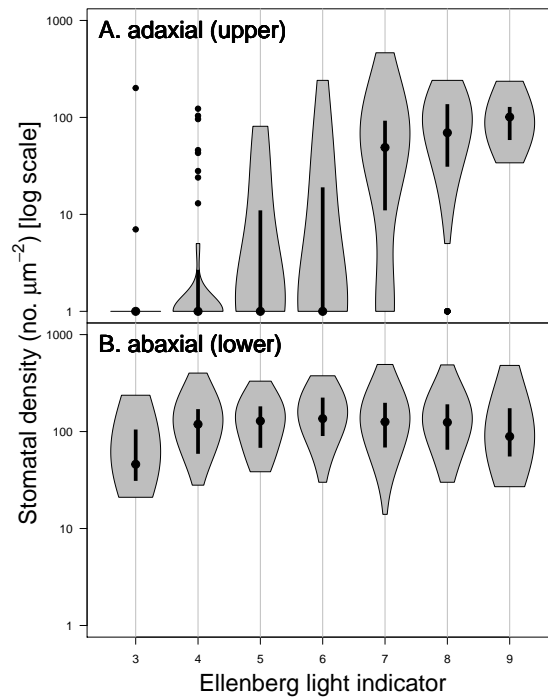 Stomatal density (no. μm⁻²) [log scale]
A. adaxial (upper)
1000
100
10
1
B. abaxial (lower)
1000
100
10
1
3 4 5 6 7 8 9
Ellenberg light indicator